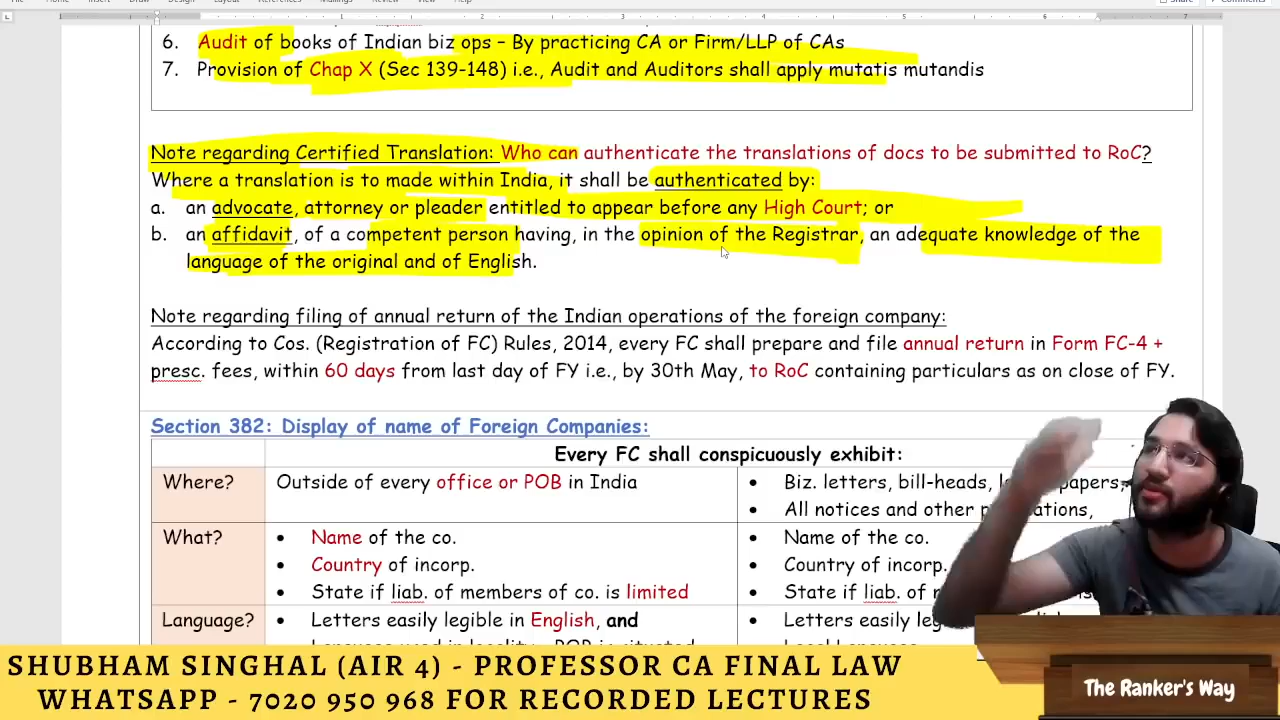 6. Audit of books of Indian biz ops – By practicing CA or Firm/LLP of CAs
7. Provision of Chap X (Sec 139-148) i.e., Audit and Auditors shall apply mutatis mutandis
Note regarding Certified Translation: Who can authenticate the translations of docs to be submitted to RoC?
Where a translation is to made within India, it shall be authenticated by:
a. an advocate, attorney or pleader entitled to appear before any High Court; or
b. an affidavit, of a competent person having, in the opinion of the Registrar, an adequate knowledge of the
language of the original and of English.
Note regarding filing of annual return of the Indian operations of the foreign company:
According to Cos. (Registration of FC) Rules, 2014, every FC shall prepare and file annual return in Form FC-4 +
presc. fees, within 60 days from last day of FY i.e., by 30th May, to RoC containing particulars as on close of FY.
Section 382: Display of name of Foreign Companies:
Every FC shall conspicuously exhibit:
Where?
Outside of every office or POB in India
• Biz. letters, bill-heads,
• All notices and other
What?
• Name of the co.
• Country of incorp.
• State if liab. of members of co. is limited
• Name of the co.
• Country of incorp.
• State if liab. of
Language?
• Letters easily legible in English, and
• Letters easily
SHUBHAM SINGHAL (AIR 4) - PROFESSOR CA FINAL LAW
WHATSAPP - 7020 950 968 FOR RECORDED LECTURES
The Ranker's Way